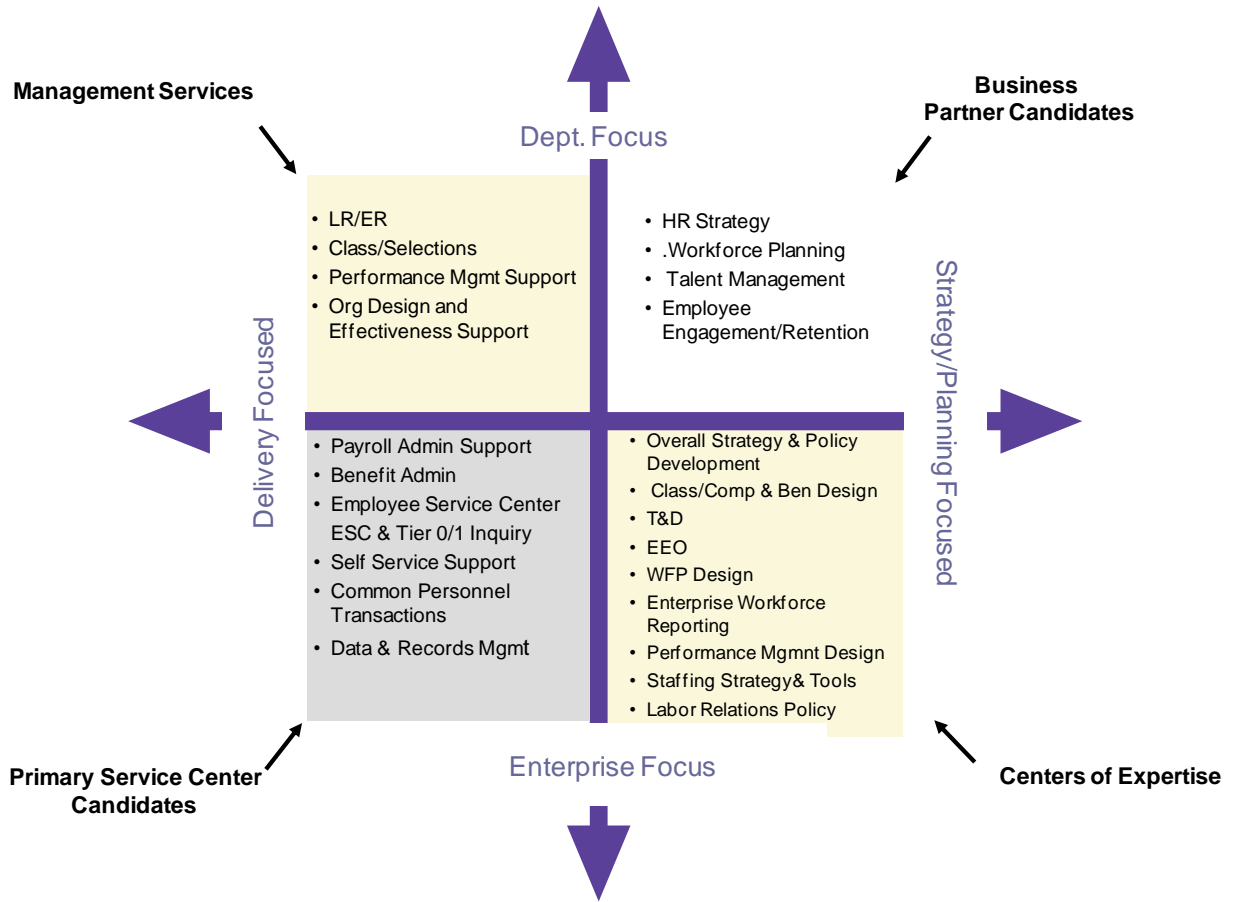 Management Services
Business
Partner Candidates
Dept. Focus
• LR/ER
• Class/Selections
• Performance Mgmt Support
• Org Design and
Effectiveness Support
• HR Strategy
• .Workforce Planning
• Talent Management
• Employee
Engagement/Retention
Delivery Focused
Strategy/Planning Focused
• Payroll Admin Support
• Benefit Admin
• Employee Service Center
ESC & Tier 0/1 Inquiry
• Self Service Support
• Common Personnel
Transactions
• Data & Records Mgmt
• Overall Strategy & Policy
Development
• Class/Comp & Ben Design
• T&D
• EEO
• WFP Design
• Enterprise Workforce
Reporting
• Performance Mgmnt Design
• Staffing Strategy& Tools
• Labor Relations Policy
Enterprise Focus
Primary Service Center
Candidates
Centers of Expertise